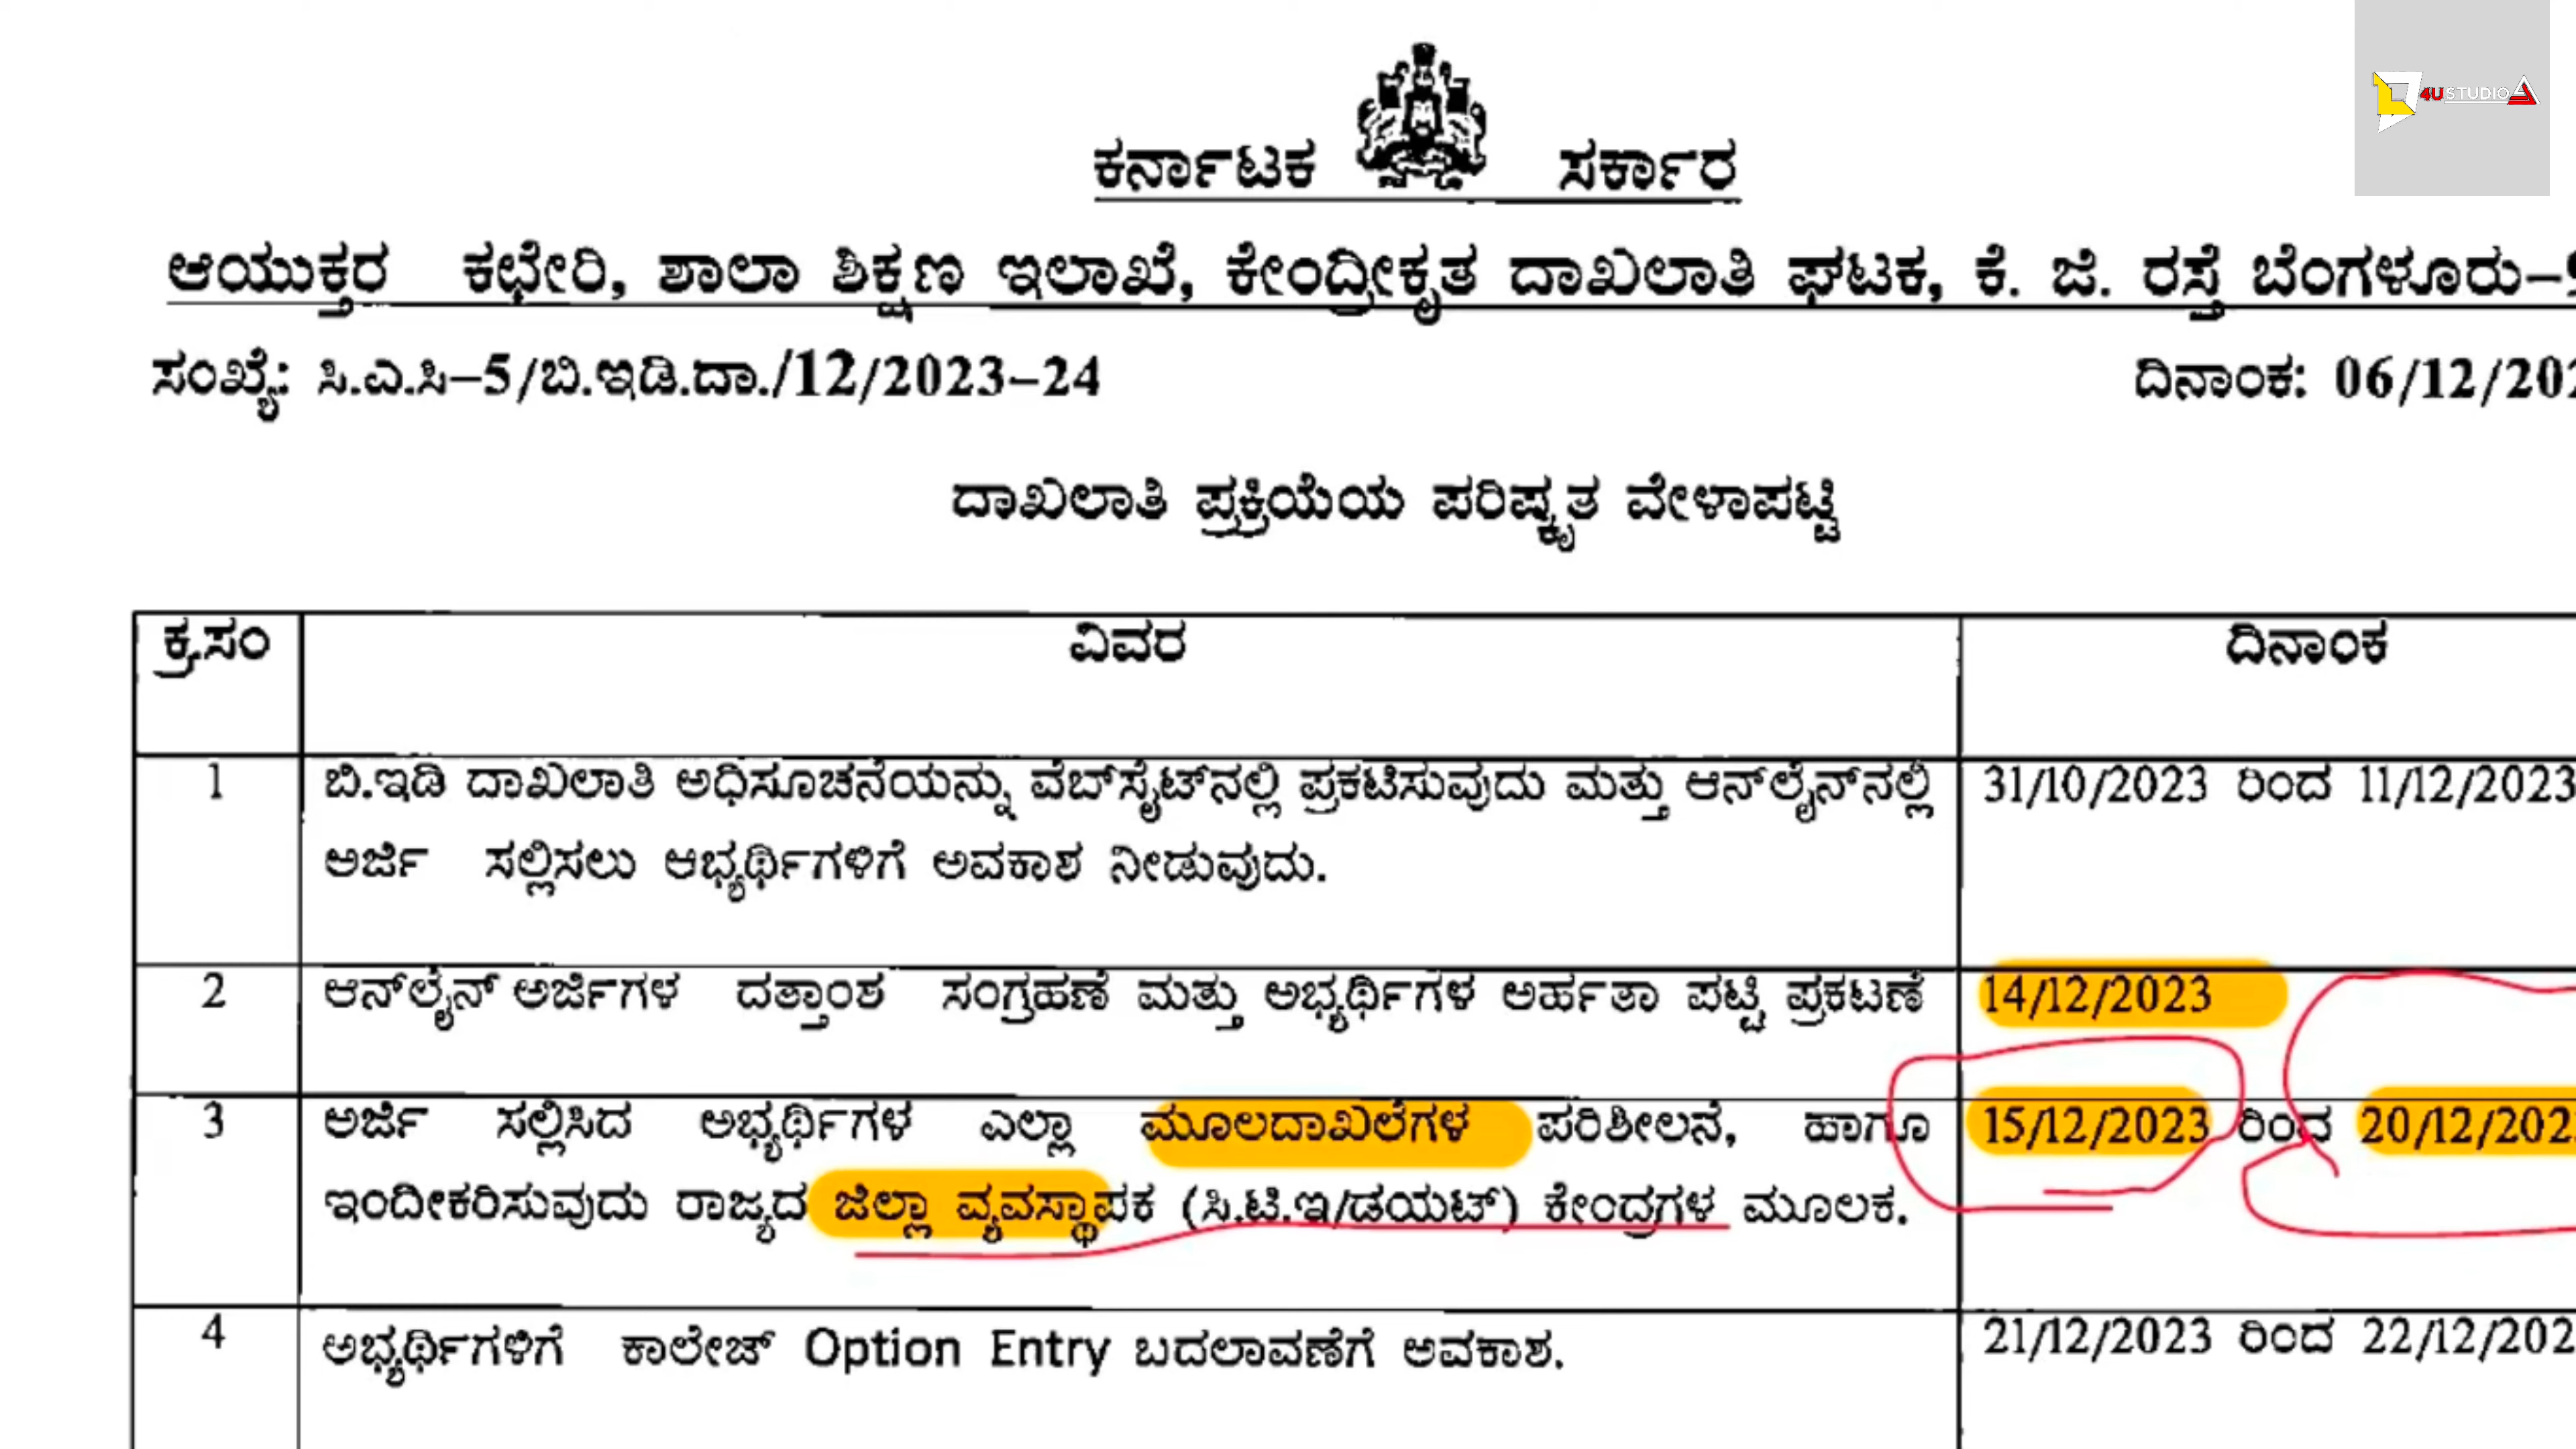 4U STUDIO
ಕರ್ನಾಟಕ ಸರ್ಕಾರ
ಆಯುಕ್ತರ ಕಛೇರಿ, ಶಾಲಾ ಶಿಕ್ಷಣ ಇಲಾಖೆ, ಕೇಂದ್ರೀಕೃತ ದಾಖಲಾತಿ ಘಟಕ, ಕೆ. ಜಿ. ರಸ್ತೆ ಬೆಂಗಳೂರು-
ಸಂಖ್ಯೆ: ಸಿ.ಎ.ಸಿ-5/ಬಿ.ಇಡಿ.ದಾ./12/2023-24 ದಿನಾಂಕ: 06/12/202
ದಾಖಲಾತಿ ಪ್ರಕ್ರಿಯೆಯ ಪರಿಷ್ಕೃತ ವೇಳಾಪಟ್ಟಿ
ಕ್ರ.ಸಂ ವಿವರ ದಿನಾಂಕ
1 ಬಿ.ಇಡಿ ದಾಖಲಾತಿ ಅಧಿಸೂಚನೆಯನ್ನು ವೆಬ್‌ಸೈಟ್‌ನಲ್ಲಿ ಪ್ರಕಟಿಸುವುದು ಮತ್ತು ಆನ್‌ಲೈನ್‌ನಲ್ಲಿ 31/10/2023 ರಿಂದ 11/12/2023
ಅರ್ಜಿ ಸಲ್ಲಿಸಲು ಆಭ್ಯರ್ಥಿಗಳಿಗೆ ಅವಕಾಶ ನೀಡುವುದು.
2 ಆನ್‌ಲೈನ್ ಅರ್ಜಿಗಳ ದತ್ತಾಂಶ ಸಂಗ್ರಹಣೆ ಮತ್ತು ಅಭ್ಯರ್ಥಿಗಳ ಅರ್ಹತಾ ಪಟ್ಟಿ ಪ್ರಕಟಣೆ 14/12/2023
3 ಅರ್ಜಿ ಸಲ್ಲಿಸಿದ ಅಭ್ಯರ್ಥಿಗಳ ಎಲ್ಲಾ ಮೂಲದಾಖಲೆಗಳ ಪರಿಶೀಲನೆ, ಹಾಗೂ 15/12/2023 ರಿಂದ 20/12/202
ಇಂದೀಕರಿಸುವುದು ರಾಜ್ಯದ ಜಿಲ್ಲಾ ವ್ಯವಸ್ಥಾಪಕ (ಸಿ.ಟಿ.ಇ/ಡಯಟ್) ಕೇಂದ್ರಗಳ ಮೂಲಕ.
4 ಅಭ್ಯರ್ಥಿಗಳಿಗೆ ಕಾಲೇಜ್ Option Entry ಬದಲಾವಣೆಗೆ ಅವಕಾಶ. 21/12/2023 ರಿಂದ 22/12/202